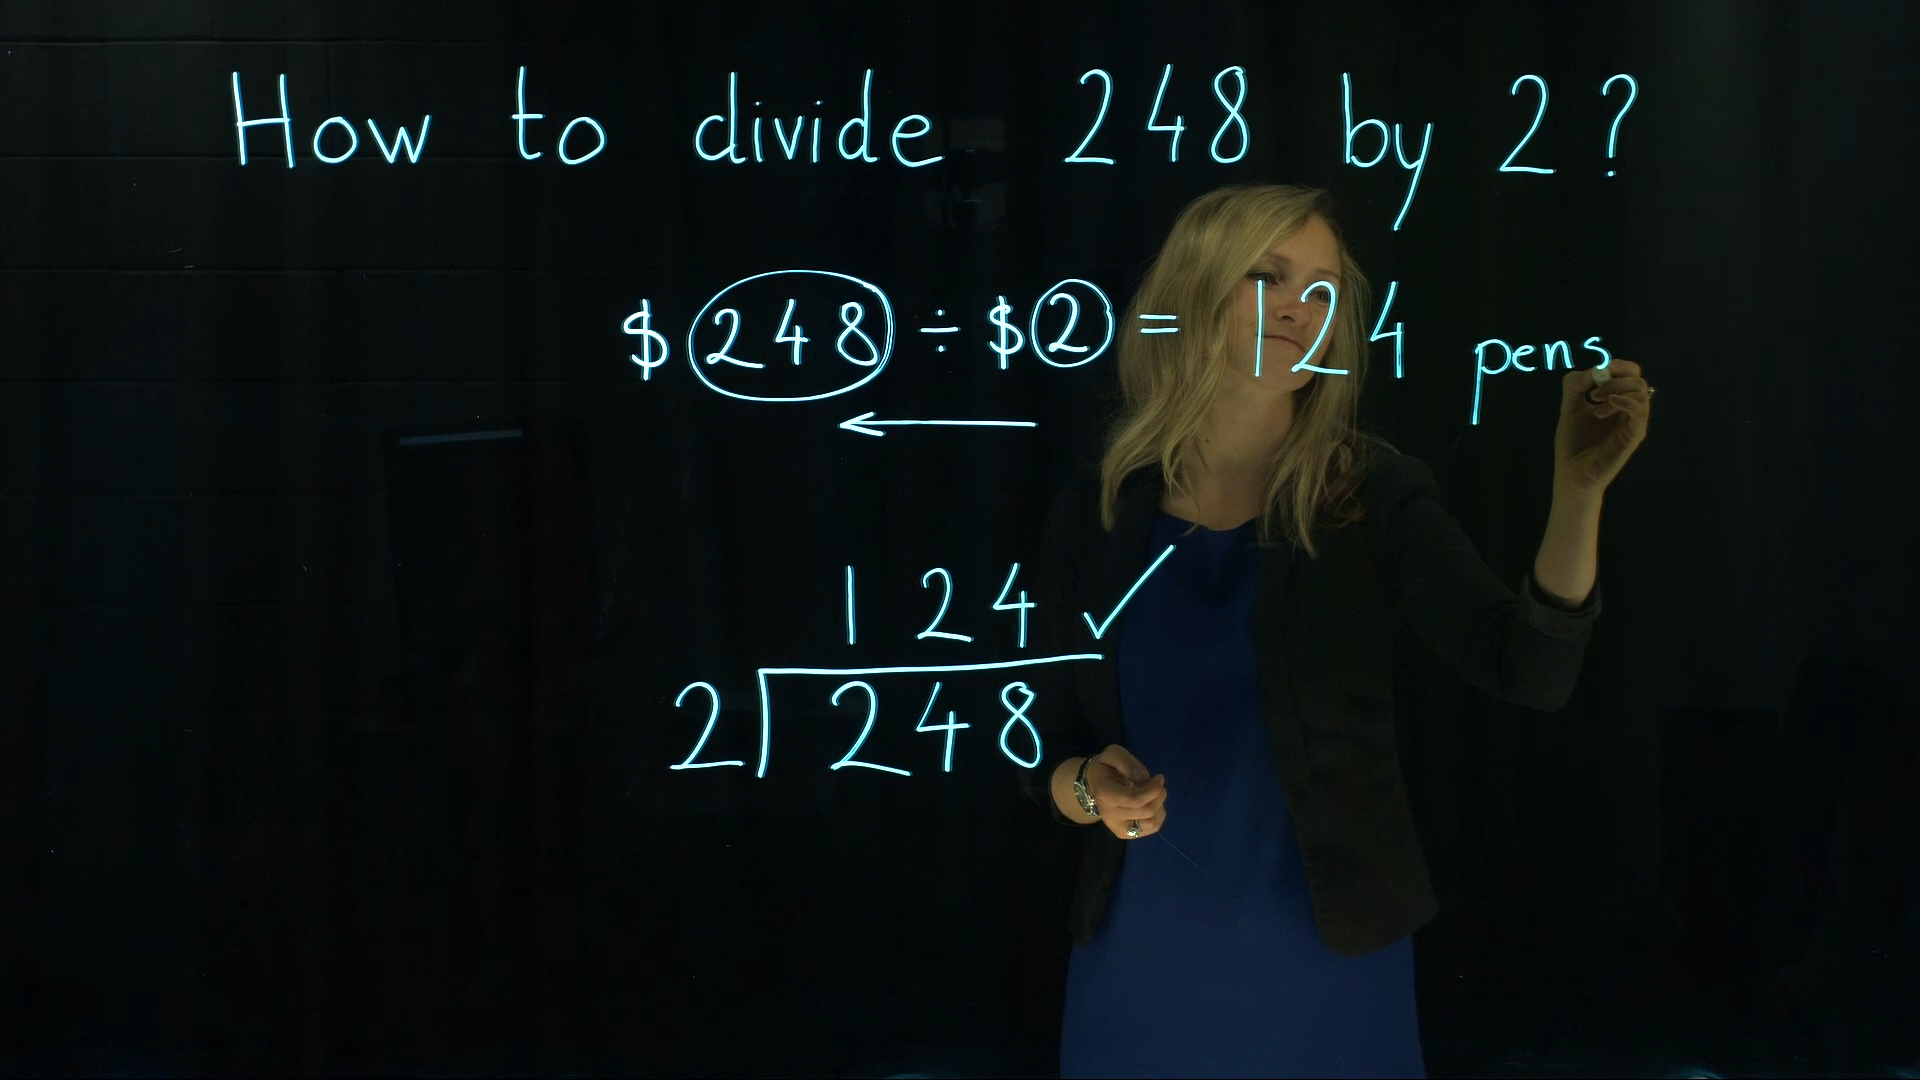 How to divide 248 by 2?
$ 248 ÷ $ 2 = 124 pens
124 ✓
2 248